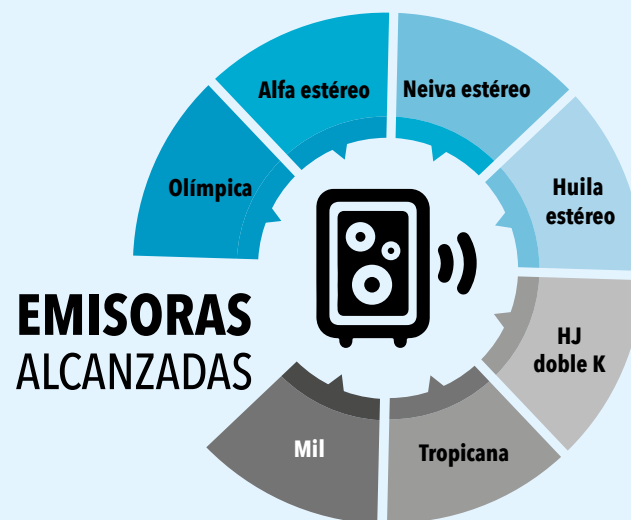 Alfa estéreo
Neiva estéreo
Olímpica
Huila
estéreo
EMISORAS
ALCANZADAS
HJ
doble K
Mil
Tropicana